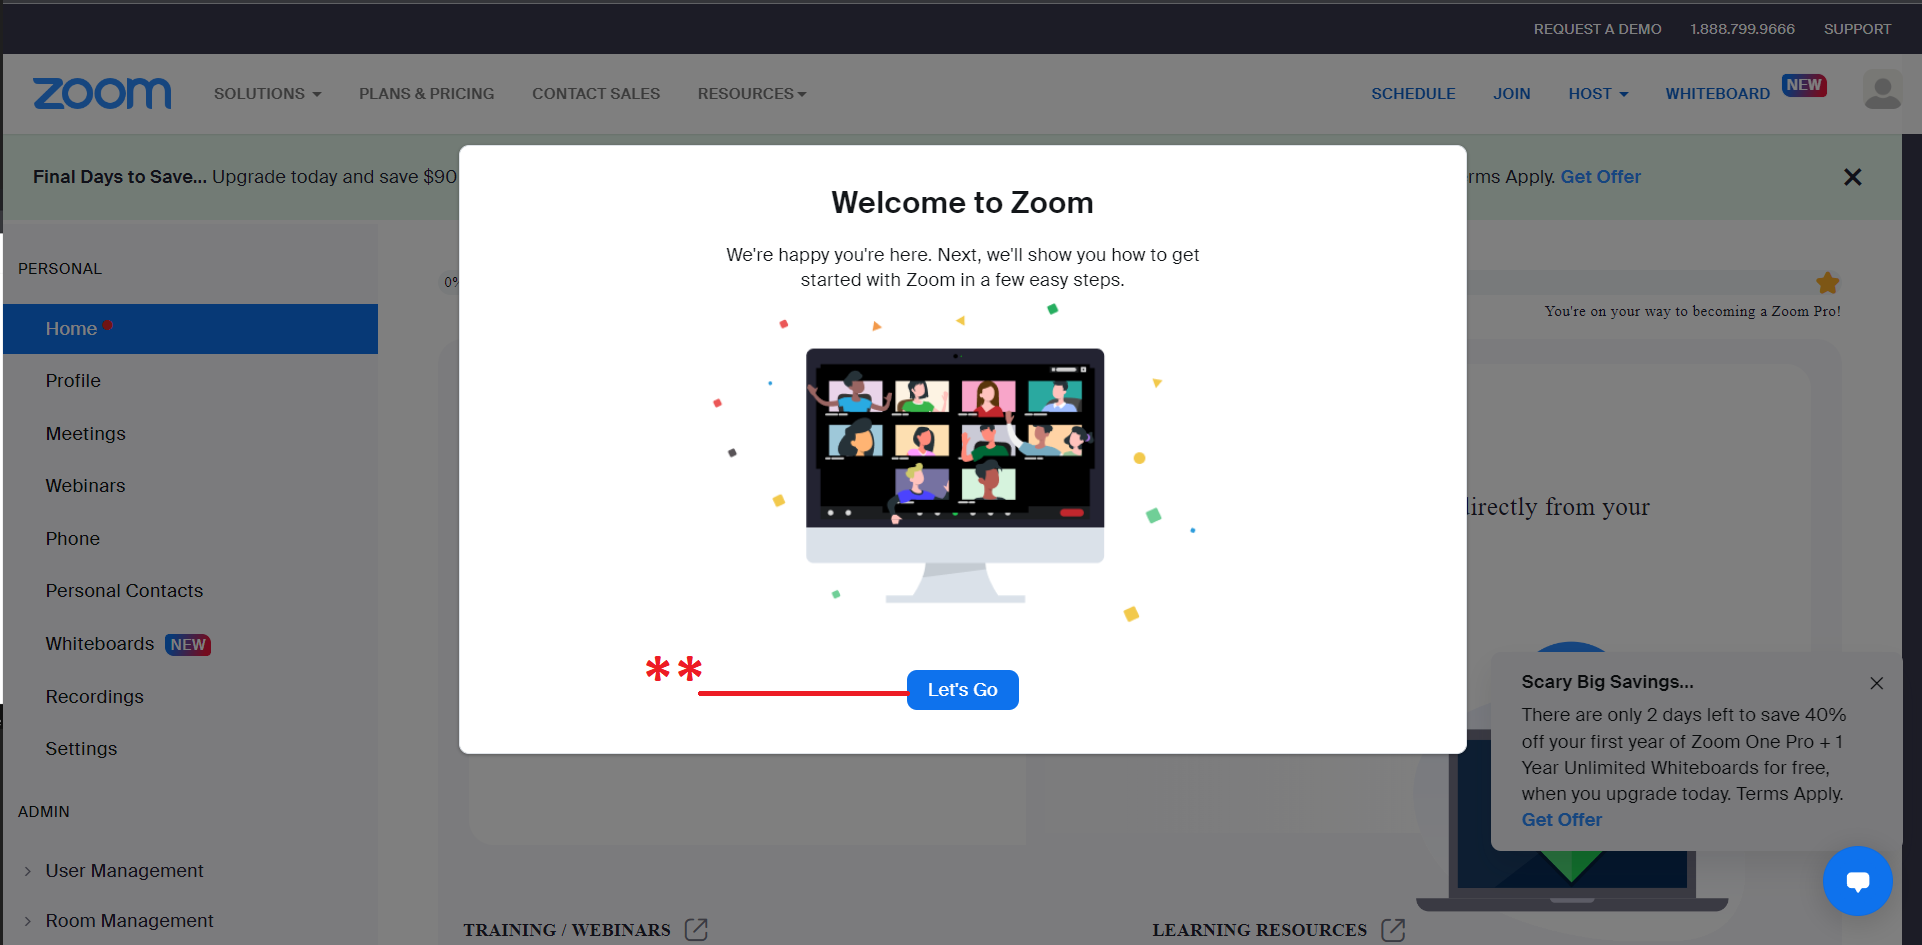 REQUEST A DEMO 1.888.799.9666 SUPPORT
zoom SOLUTIONS PLANS & PRICING CONTACT SALES RESOURCES SCHEDULE JOIN HOST WHITEBOARD NEW
Final Days to Save... Upgrade today and save $90 rms Apply. Get Offer
Welcome to Zoom
We're happy you're here. Next, we'll show you how to get
started with Zoom in a few easy steps.
PERSONAL
Home
Profile
Meetings
Webinars
Phone
Personal Contacts
Whiteboards NEW
Recordings
Settings
ADMIN
User Management
Room Management
0%
You're on your way to becoming a Zoom Pro!
directly from your
**
Let's Go
Scary Big Savings...
There are only 2 days left to save 40%
off your first year of Zoom One Pro + 1
Year Unlimited Whiteboards for free,
when you upgrade today. Terms Apply.
Get Offer
TRAINING / WEBINARS
LEARNING RESOURCES